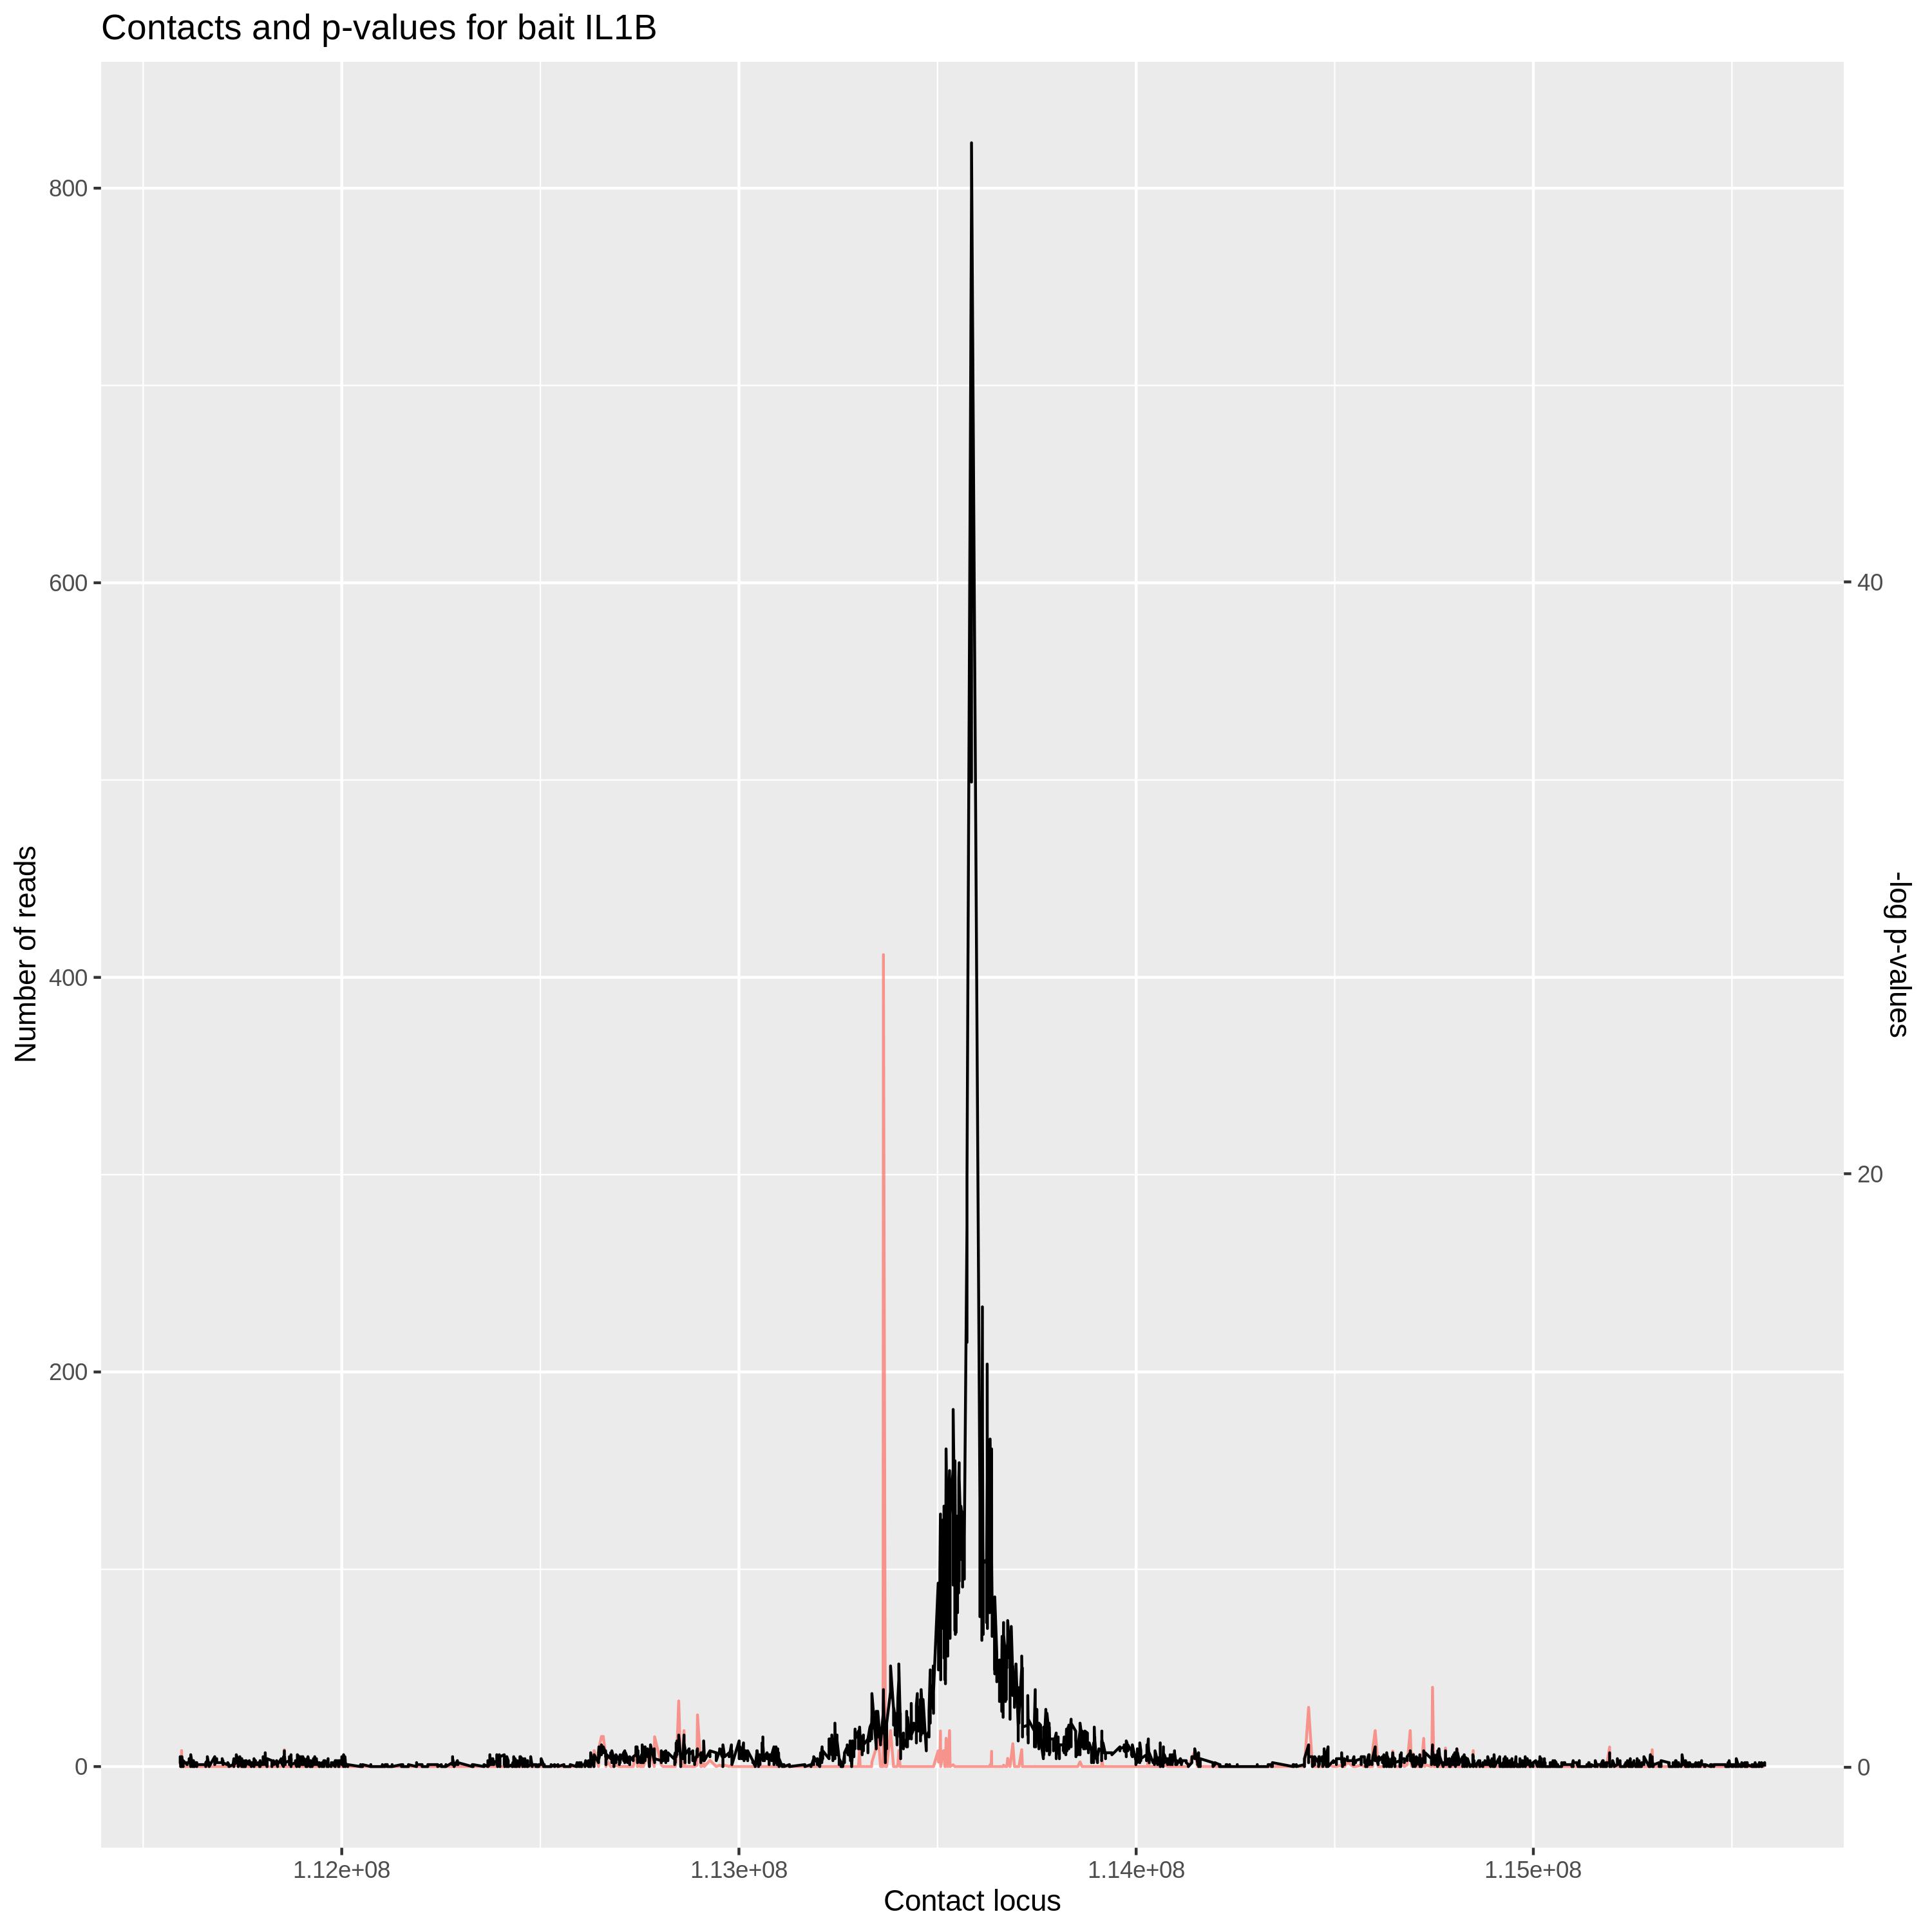 Contacts and p-values for bait IL1B
Number of reads
800
600
400
200
0
40
20
0
-log p-values
1.12e+08 1.13e+08 1.14e+08 1.15e+08
Contact locus